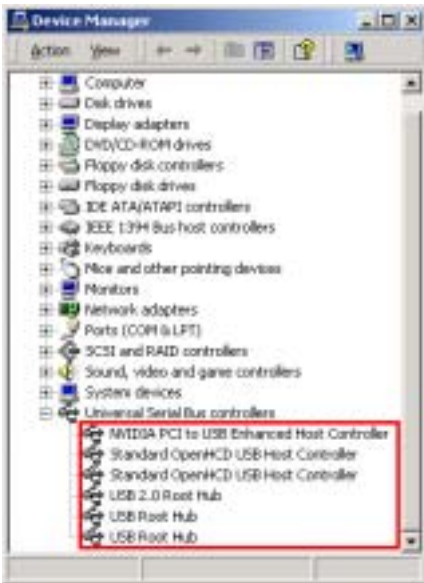 Device Manager
Action View
Computer
Disk drives
Display adapters
DVD/CD-ROM drives
Floppy disk controllers
Floppy disk drives
IDE ATA/ATAPI controllers
IEEE 1394 Bus host controllers
Keyboards
Mice and other pointing devices
Monitors
Network adapters
Ports (COM & LPT)
SCSI and RAID controllers
Sound, video and game controllers
System devices
Universal Serial Bus controllers
NVIDIA PCI to USB Enhanced Host Controller
Standard OpenHCD USB Host Controller
Standard OpenHCD USB Host Controller
USB 2.0 Root Hub
USB Root Hub
USB Root Hub